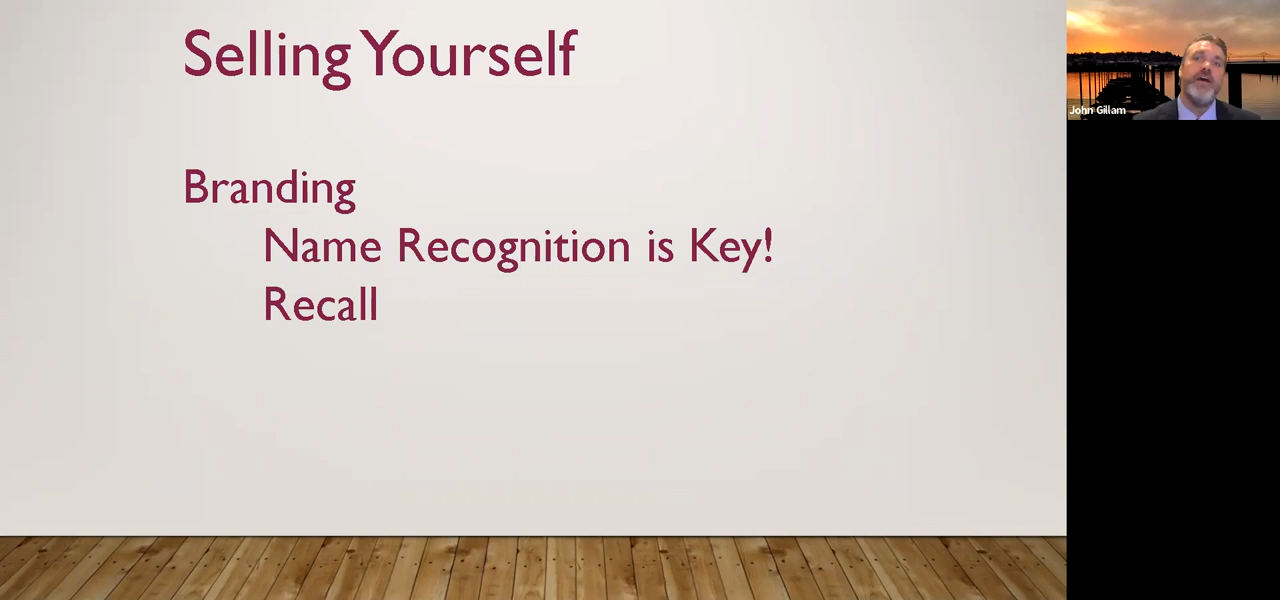 Selling Yourself
Branding
Name Recognition is Key!
Recall
John Gillam